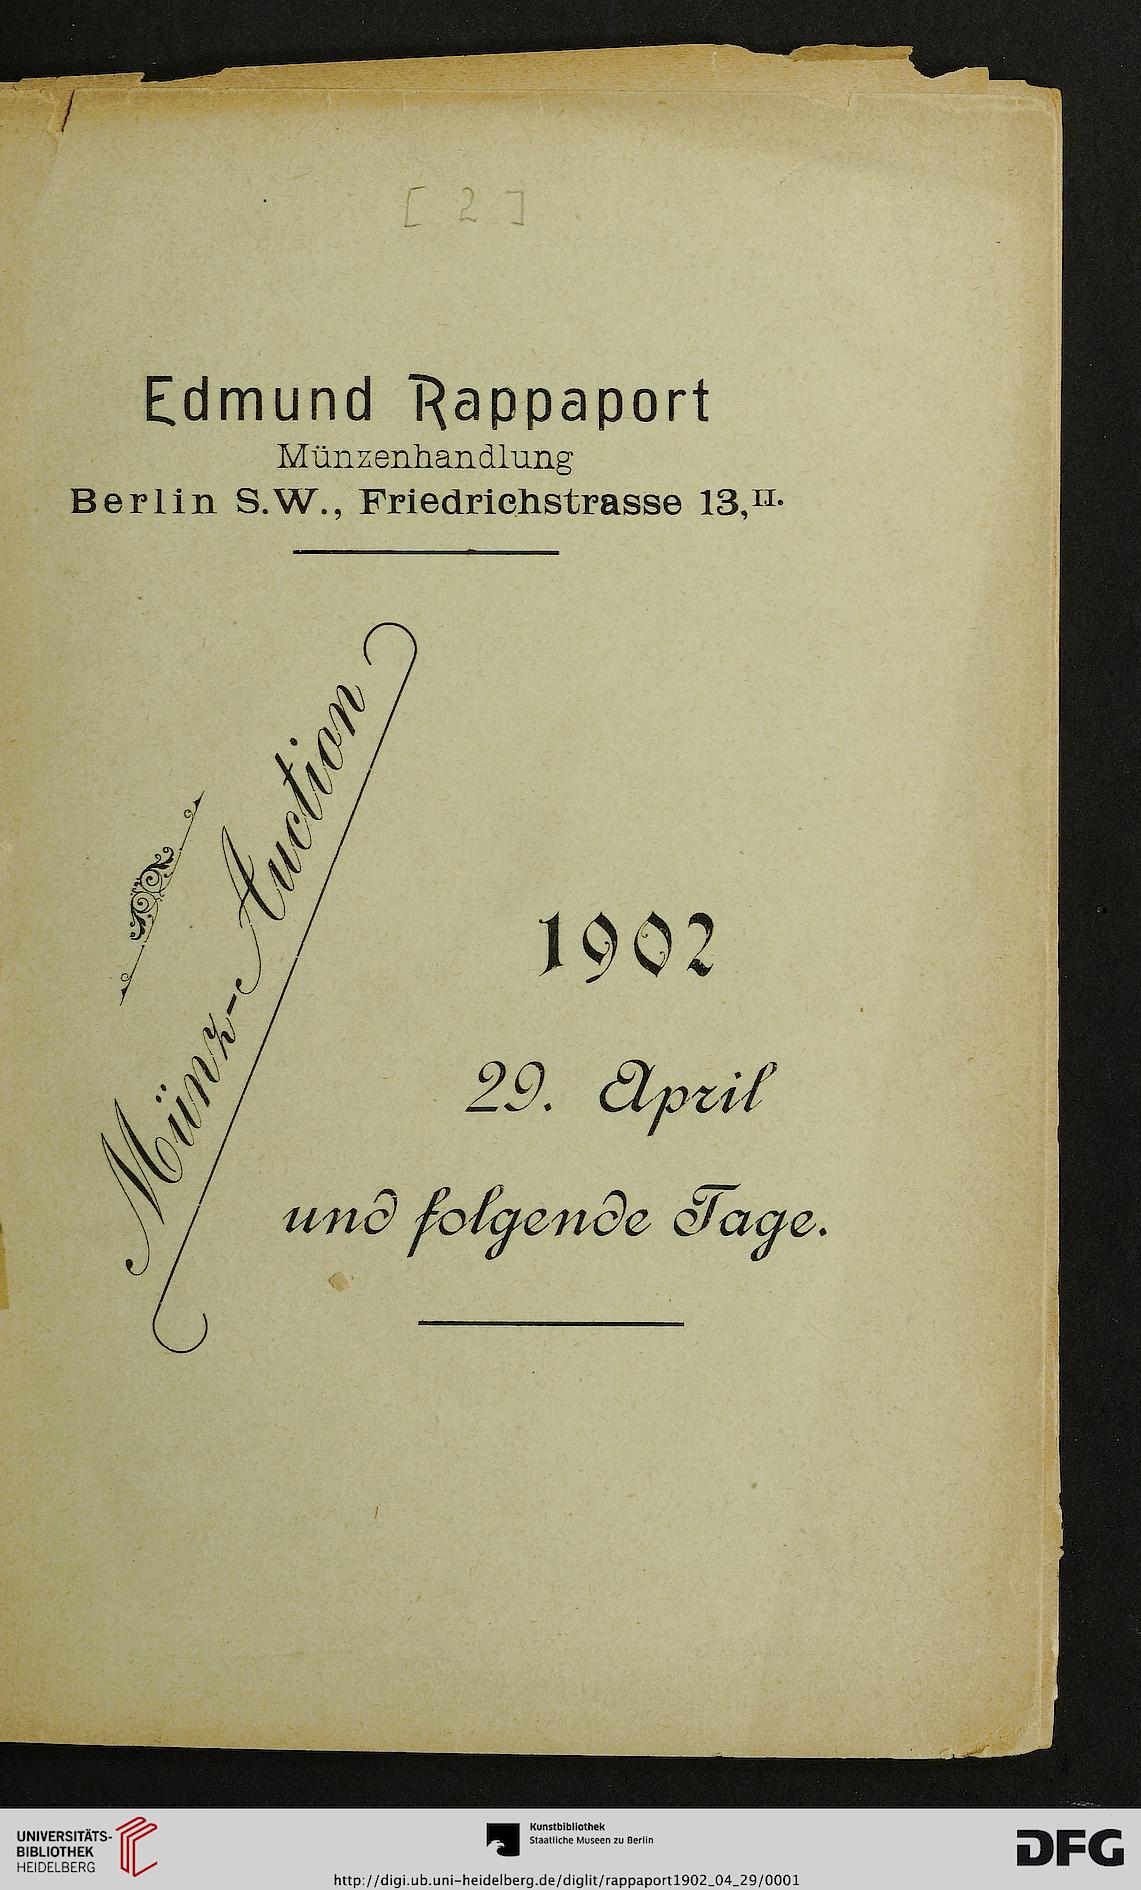 [ 2 ]
Edmund Rappaport
Münzenhandlung
Berlin S.W., Friedrichstrasse 13, II.
Münz-Auction
1902
29. April
und folgende Tage.
UNIVERSITÄTS-
BIBLIOTHEK
HEIDELBERG
Kunstbibliothek
Staatliche Museen zu Berlin
DFG
http://digi.ub.uni-heidelberg.de/diglit/rappaport1902_04_29/0001